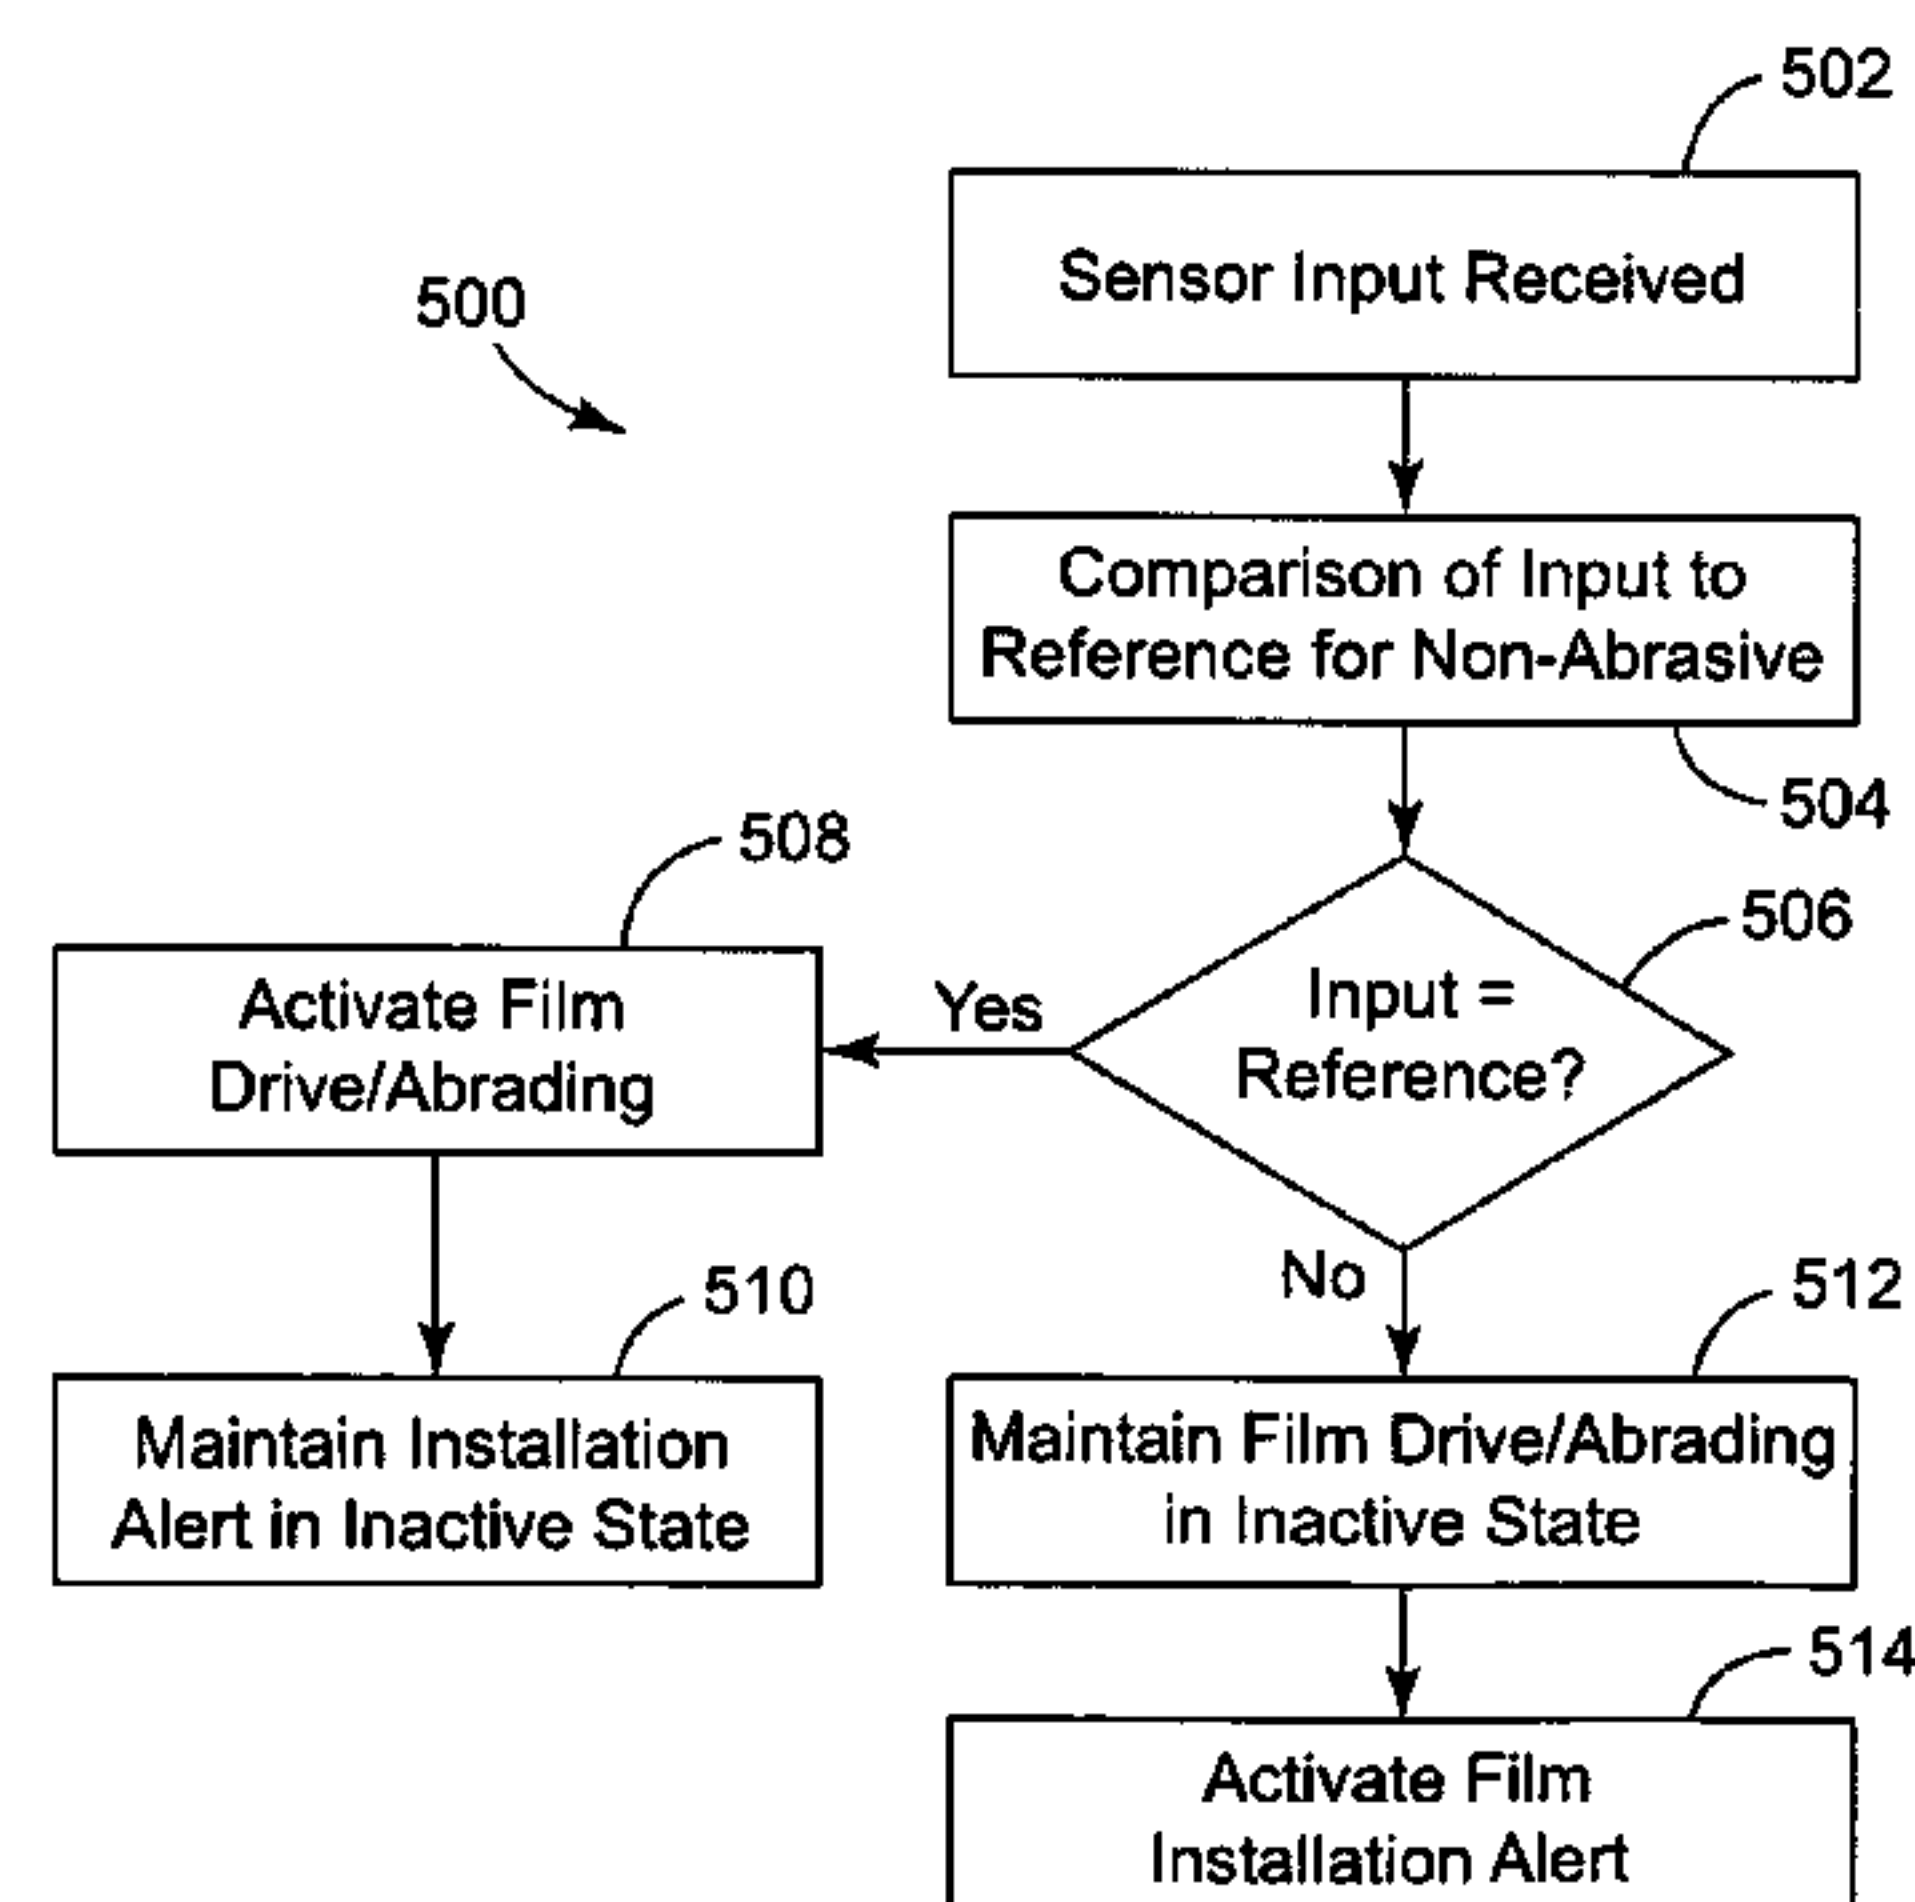 502
Sensor Input Received
500
Comparison of Input to
Reference for Non-Abrasive
504
508
506
Activate Film
Drive/Abrading
Yes
Input =
Reference?
No
510
512
Maintain Installation
Alert in Inactive State
Maintain Film Drive/Abrading
in Inactive State
514
Activate Film
Installation Alert